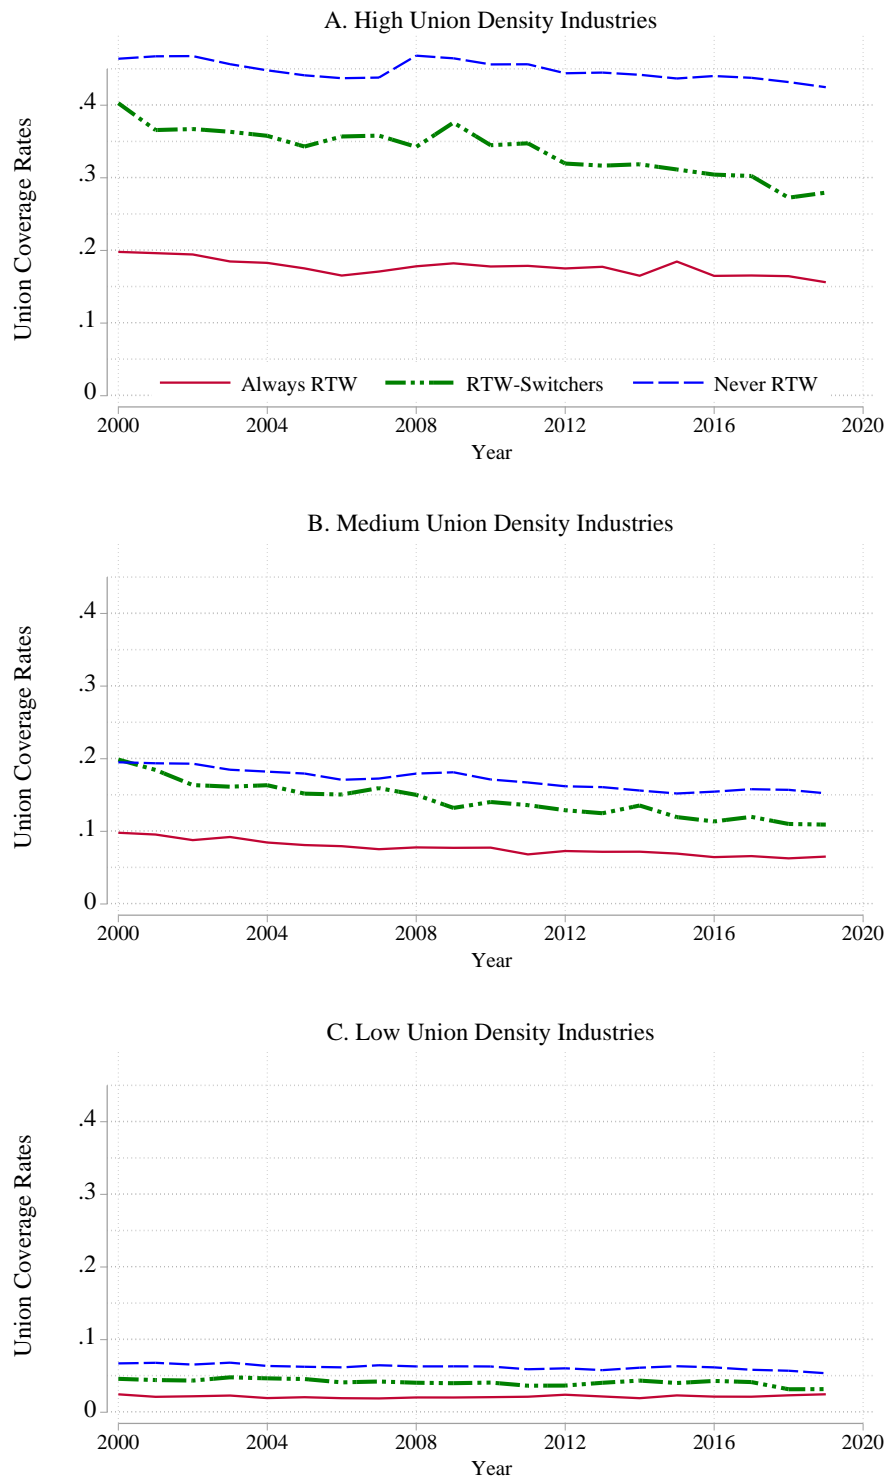 A. High Union Density Industries
Union Coverage Rates
.4
.3
.2
.1
0
Always RTW RTW-Switchers Never RTW
2000 2004 2008 2012 2016 2020
Year
B. Medium Union Density Industries
Union Coverage Rates
.4
.3
.2
.1
0
2000 2004 2008 2012 2016 2020
Year
C. Low Union Density Industries
Union Coverage Rates
.4
.3
.2
.1
0
2000 2004 2008 2012 2016 2020
Year